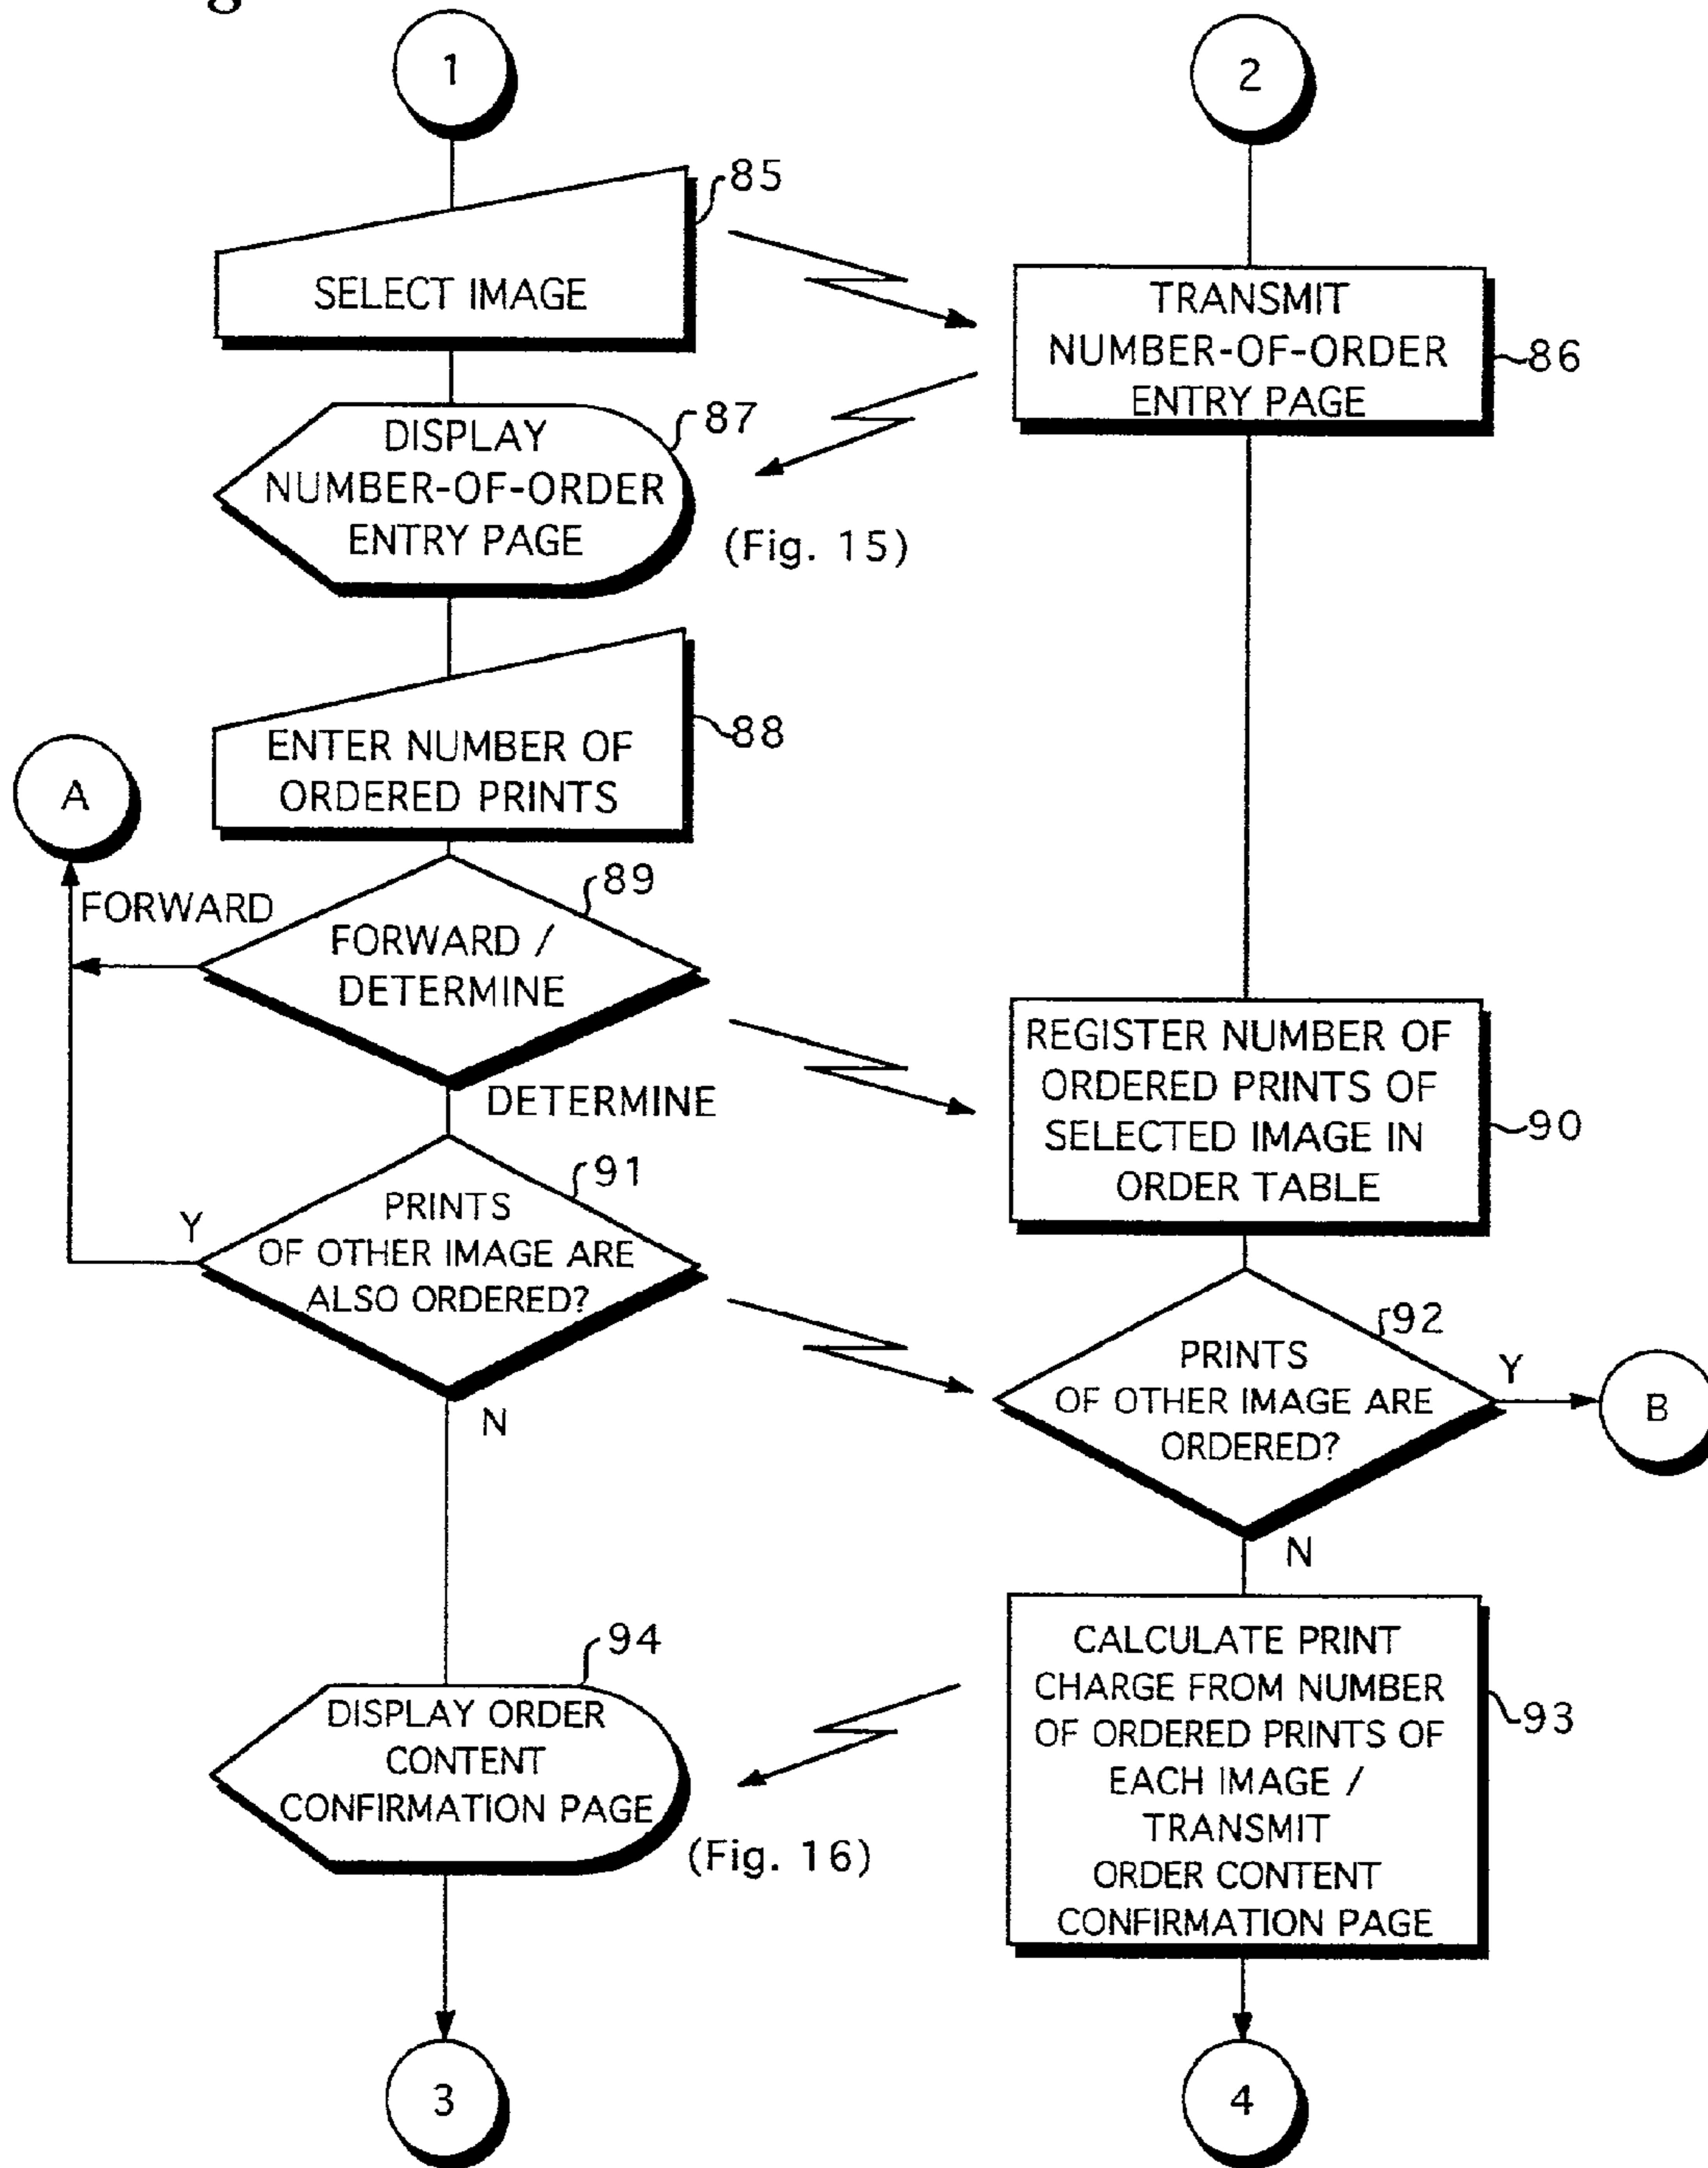 1
2
85
SELECT IMAGE
TRANSMIT
NUMBER-OF-ORDER
ENTRY PAGE
86
87
DISPLAY
NUMBER-OF-ORDER
ENTRY PAGE
(Fig. 15)
88
ENTER NUMBER OF
ORDERED PRINTS
A
FORWARD
89
FORWARD /
DETERMINE
DETERMINE
REGISTER NUMBER OF
ORDERED PRINTS OF
SELECTED IMAGE IN
ORDER TABLE
90
91
Y
PRINTS
OF OTHER IMAGE ARE
ALSO ORDERED?
N
92
PRINTS
OF OTHER IMAGE ARE
ORDERED?
Y
B
N
94
DISPLAY ORDER
CONTENT
CONFIRMATION PAGE
(Fig. 16)
CALCULATE PRINT
CHARGE FROM NUMBER
OF ORDERED PRINTS OF
EACH IMAGE /
TRANSMIT
ORDER CONTENT
CONFIRMATION PAGE
93
3
4